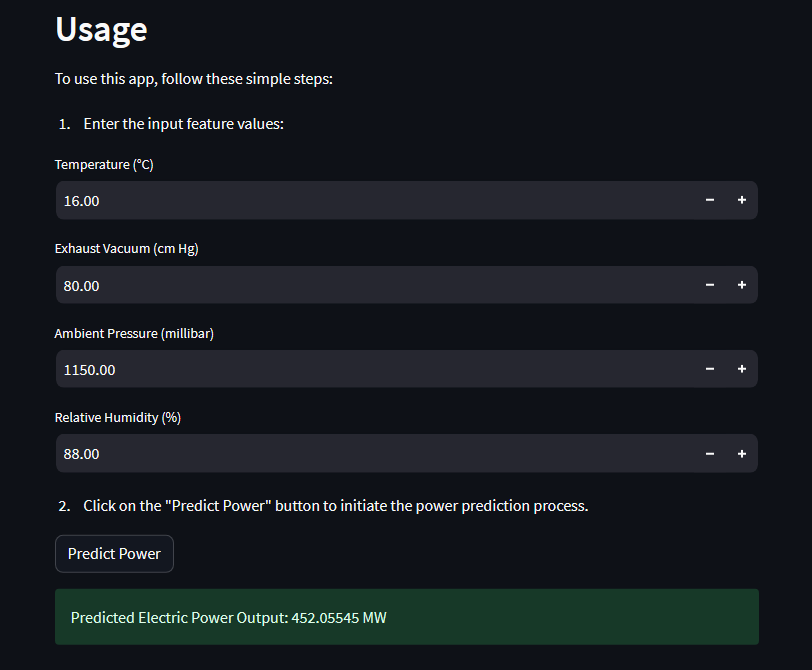 Usage
To use this app, follow these simple steps:
1. Enter the input feature values:
Temperature (°C)
16.00
Exhaust Vacuum (cm Hg)
80.00
Ambient Pressure (millibar)
1150.00
Relative Humidity (%)
88.00
2. Click on the "Predict Power" button to initiate the power prediction process.
Predict Power
Predicted Electric Power Output: 452.05545 MW